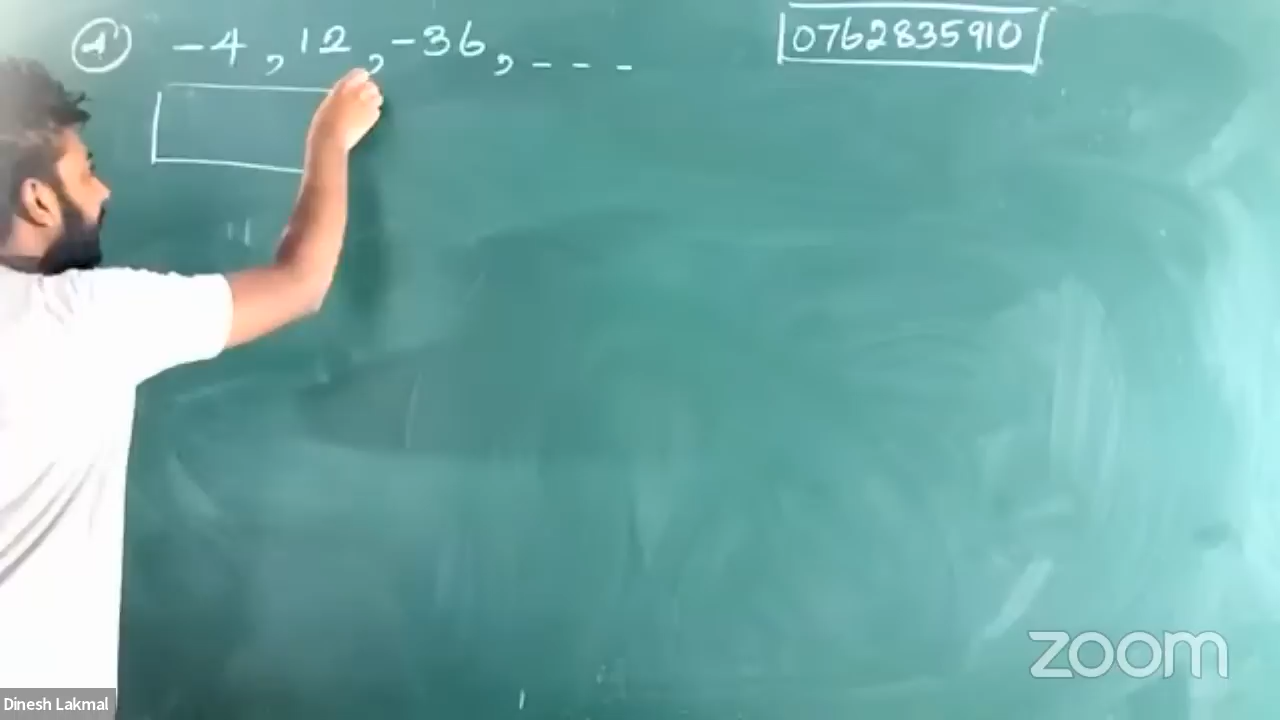 4 -4 , 12 , -36 , - - -
0762835910
zoom
Dinesh Lakmal